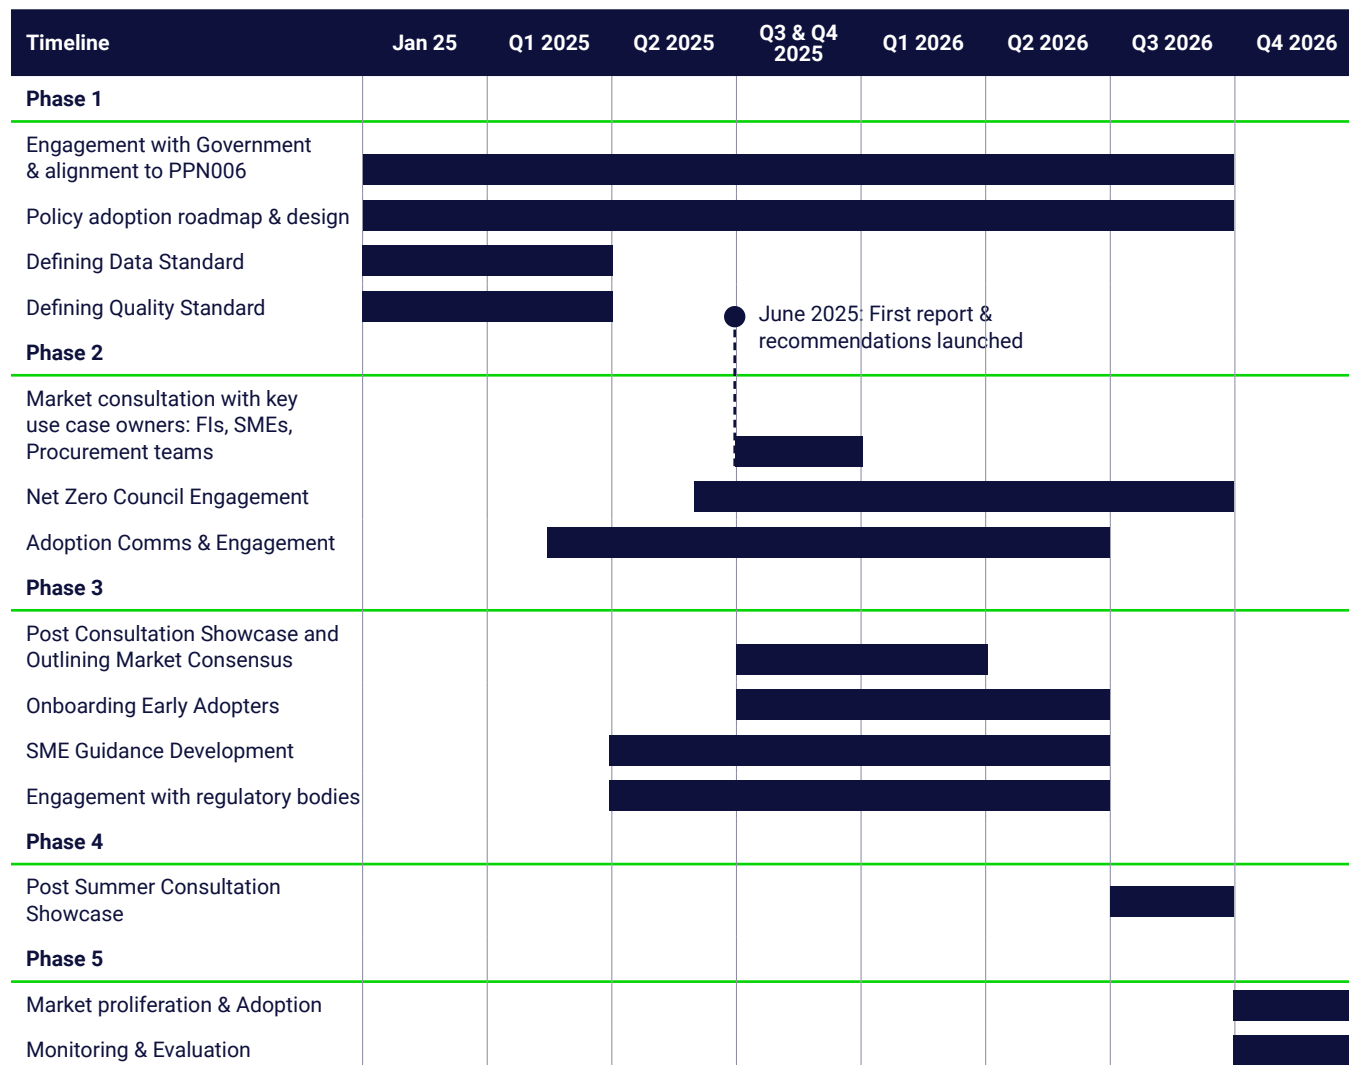 Timeline
Jan 25
Q1 2025
Q2 2025
Q3 & Q4
2025
Q1 2026
Q2 2026
Q3 2026
Q4 2026
Phase 1
Engagement with Government
& alignment to PPN006
Policy adoption roadmap & design
Defining Data Standard
Defining Quality Standard
June 2025: First report &
recommendations launched
Phase 2
Market consultation with key
use case owners: FIs, SMEs,
Procurement teams
Net Zero Council Engagement
Adoption Comms & Engagement
Phase 3
Post Consultation Showcase and
Outlining Market Consensus
Onboarding Early Adopters
SME Guidance Development
Engagement with regulatory bodies
Phase 4
Post Summer Consultation
Showcase
Phase 5
Market proliferation & Adoption
Monitoring & Evaluation